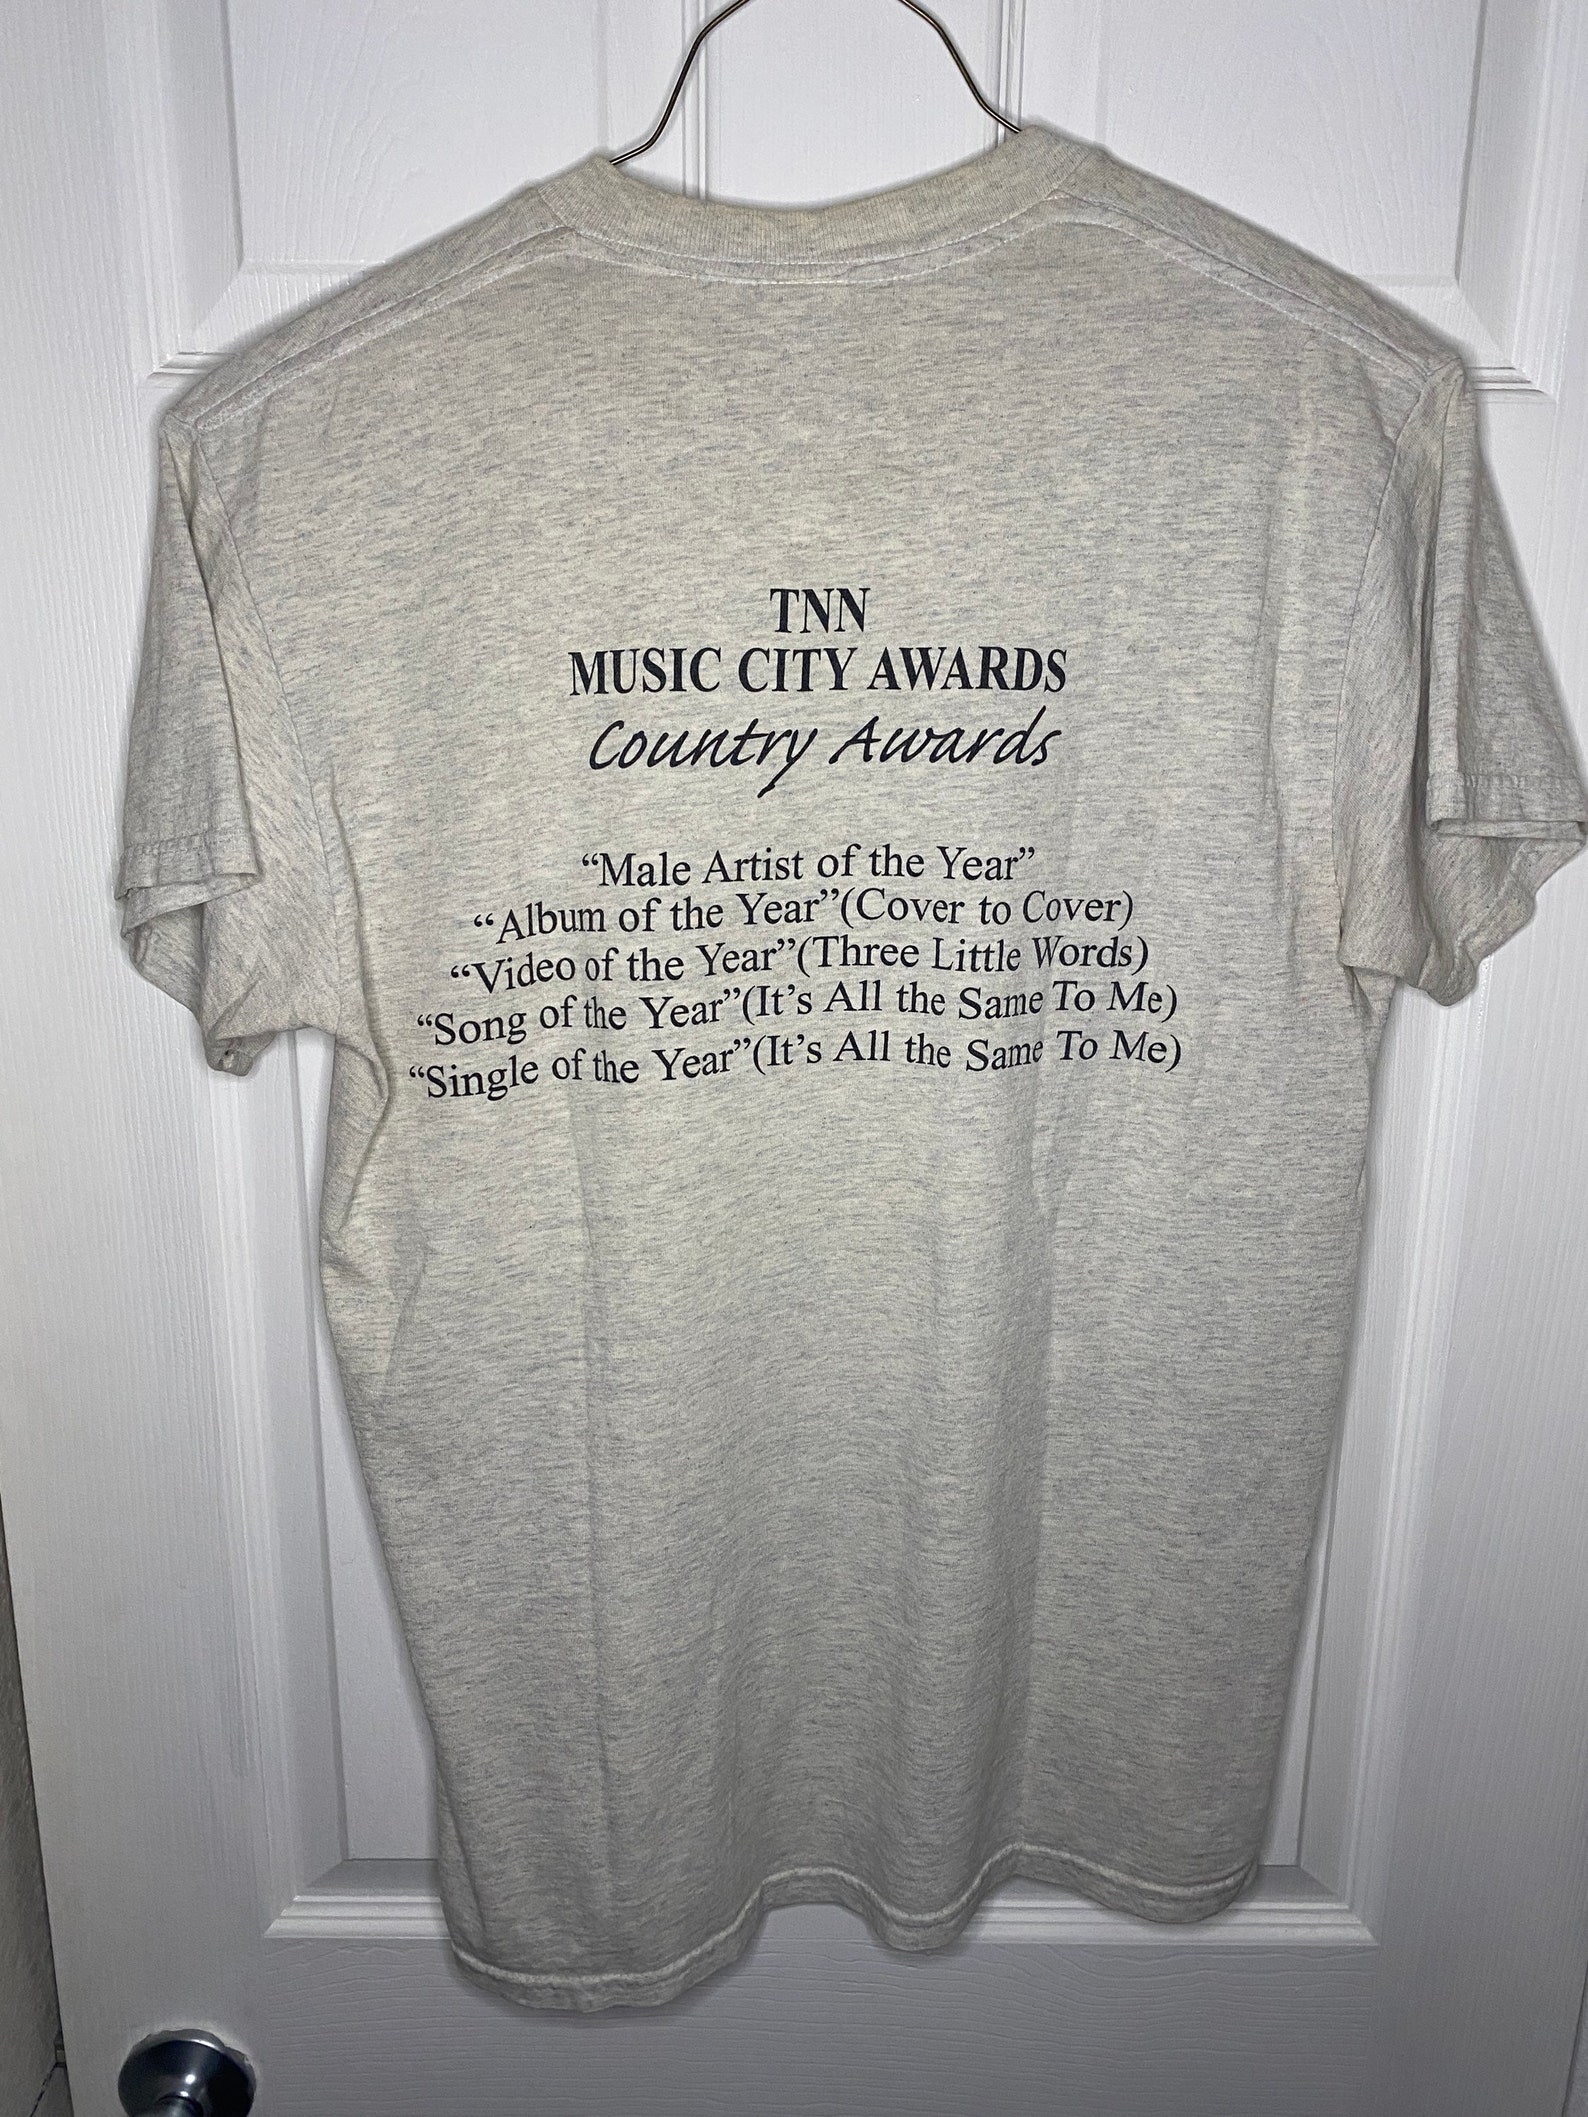 TNN
MUSIC CITY AWARDS
Country Awards
“Male Artist of the Year”
“Album of the Year”(Cover to Cover)
“Video of the Year”(Three Little Words)
“Song of the Year”(It’s All the Same To Me)
“Single of the Year”(It’s All the Same To Me)